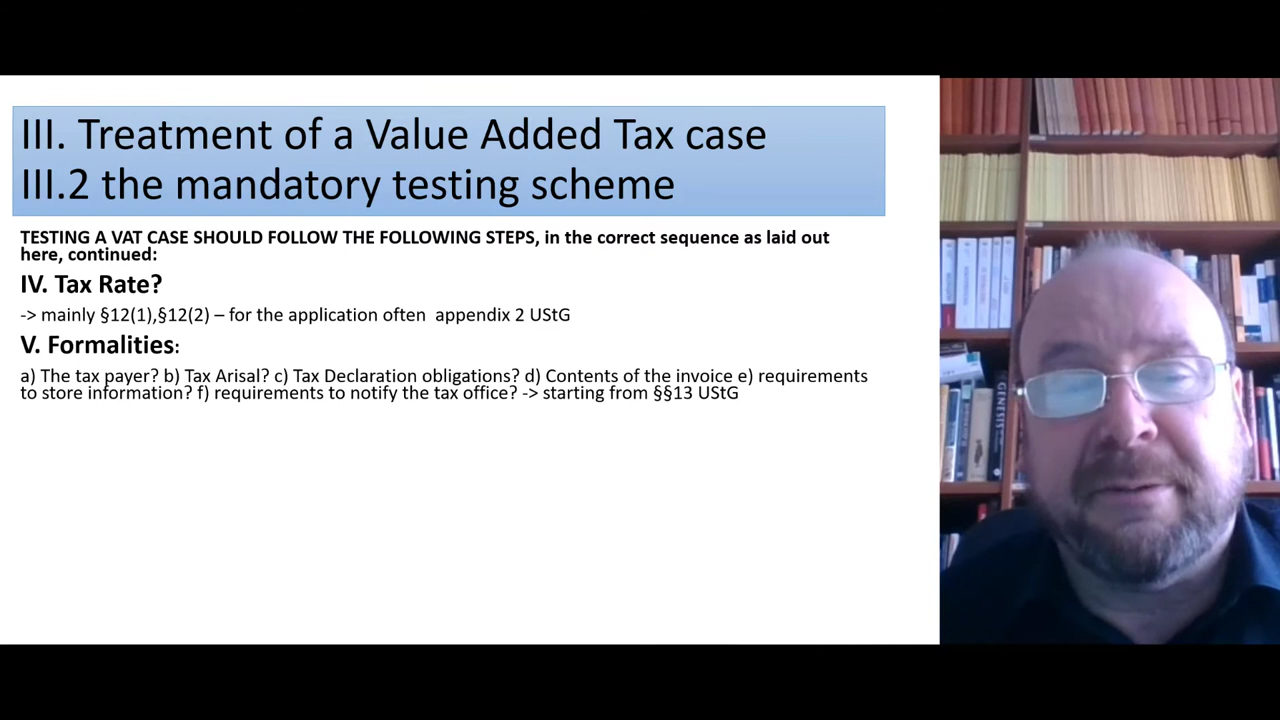 III. Treatment of a Value Added Tax case
III.2 the mandatory testing scheme
TESTING A VAT CASE SHOULD FOLLOW THE FOLLOWING STEPS, in the correct sequence as laid out
here, continued:
IV. Tax Rate?
-> mainly §12(1),§12(2) – for the application often  appendix 2 UStG
V. Formalities:
a) The tax payer? b) Tax Arisal? c) Tax Declaration obligations? d) Contents of the invoice e) requirements
to store information? f) requirements to notify the tax office? -> starting from §§13 UStG
GENESIS